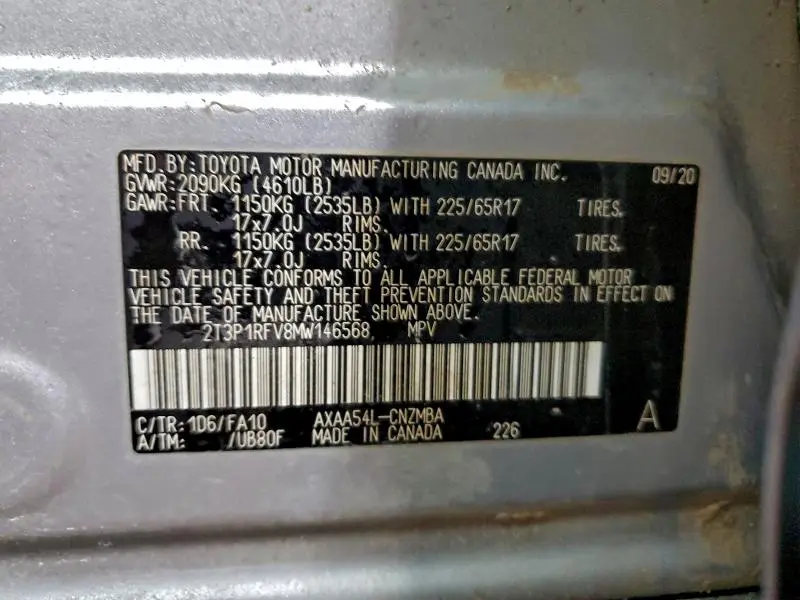 MFD. BY: TOYOTA MOTOR MANUFACTURING CANADA INC. 09/20
GVWR: 2090KG (4610LB)
GAWR: FRT. 1150KG (2535LB) WITH 225/65R17 TIRES.
17x7.0J RIMS.
RR. 1150KG (2535LB) WITH 225/65R17 TIRES.
17x7.0J RIMS.
THIS VEHICLE CONFORMS TO ALL APPLICABLE FEDERAL MOTOR
VEHICLE SAFETY AND THEFT PREVENTION STANDARDS IN EFFECT ON
THE DATE OF MANUFACTURE SHOWN ABOVE.
2T3P1RFV8MW146568 MPV
C/TR: 1D6/FA10 AXAA54L-CNZMBA
A/TM: /UB80F MADE IN CANADA 226 A